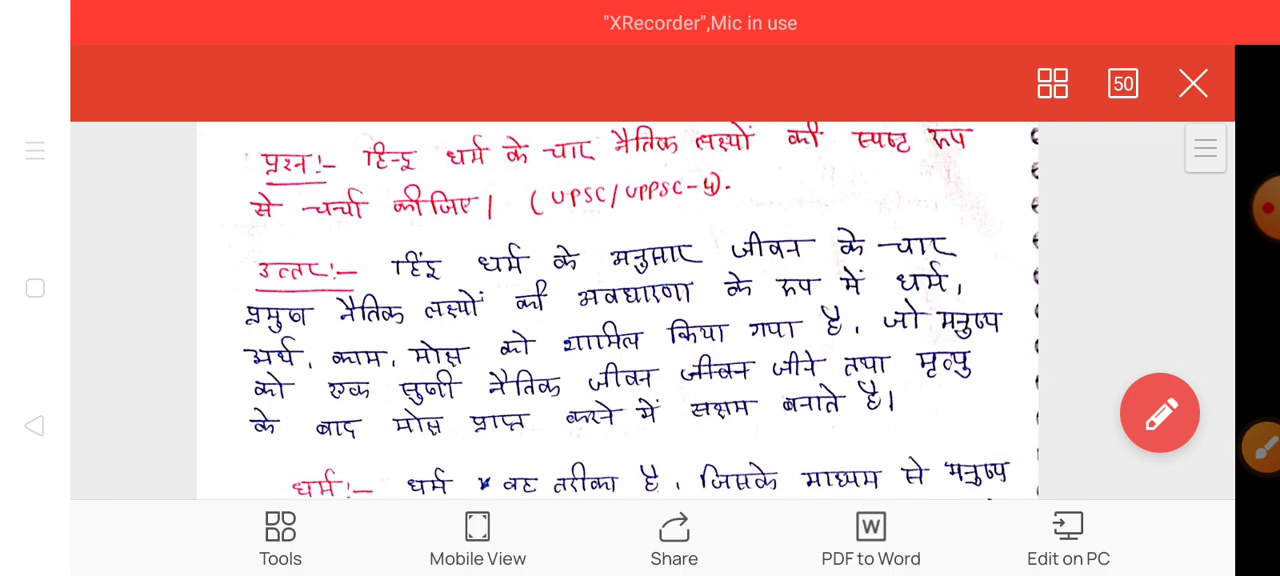 "XRecorder",Mic in use
50
प्रश्न:- हिन्दू धर्म के चार नैतिक लक्ष्यों की स्पष्ट रूप
से चर्चा कीजिए। (UPSC/UPPSC-4).
उत्तर:- हिंदू धर्म के अनुसार जीवन के चार
प्रमुख नैतिक लक्ष्यों की अवधारणा के रूप में धर्म,
अर्थ, काम, मोक्ष को शामिल किया गया है, जो मनुष्य
को एक सुखी नैतिक जीवन जीवन जीने तथा मृत्यु
के बाद मोक्ष प्राप्त करने में सक्षम बनाते है।
धर्म:- धर्म वह तरीका है, जिसके माध्यम से मनुष्य
W
Tools
Mobile View
Share
PDF to Word
Edit on PC